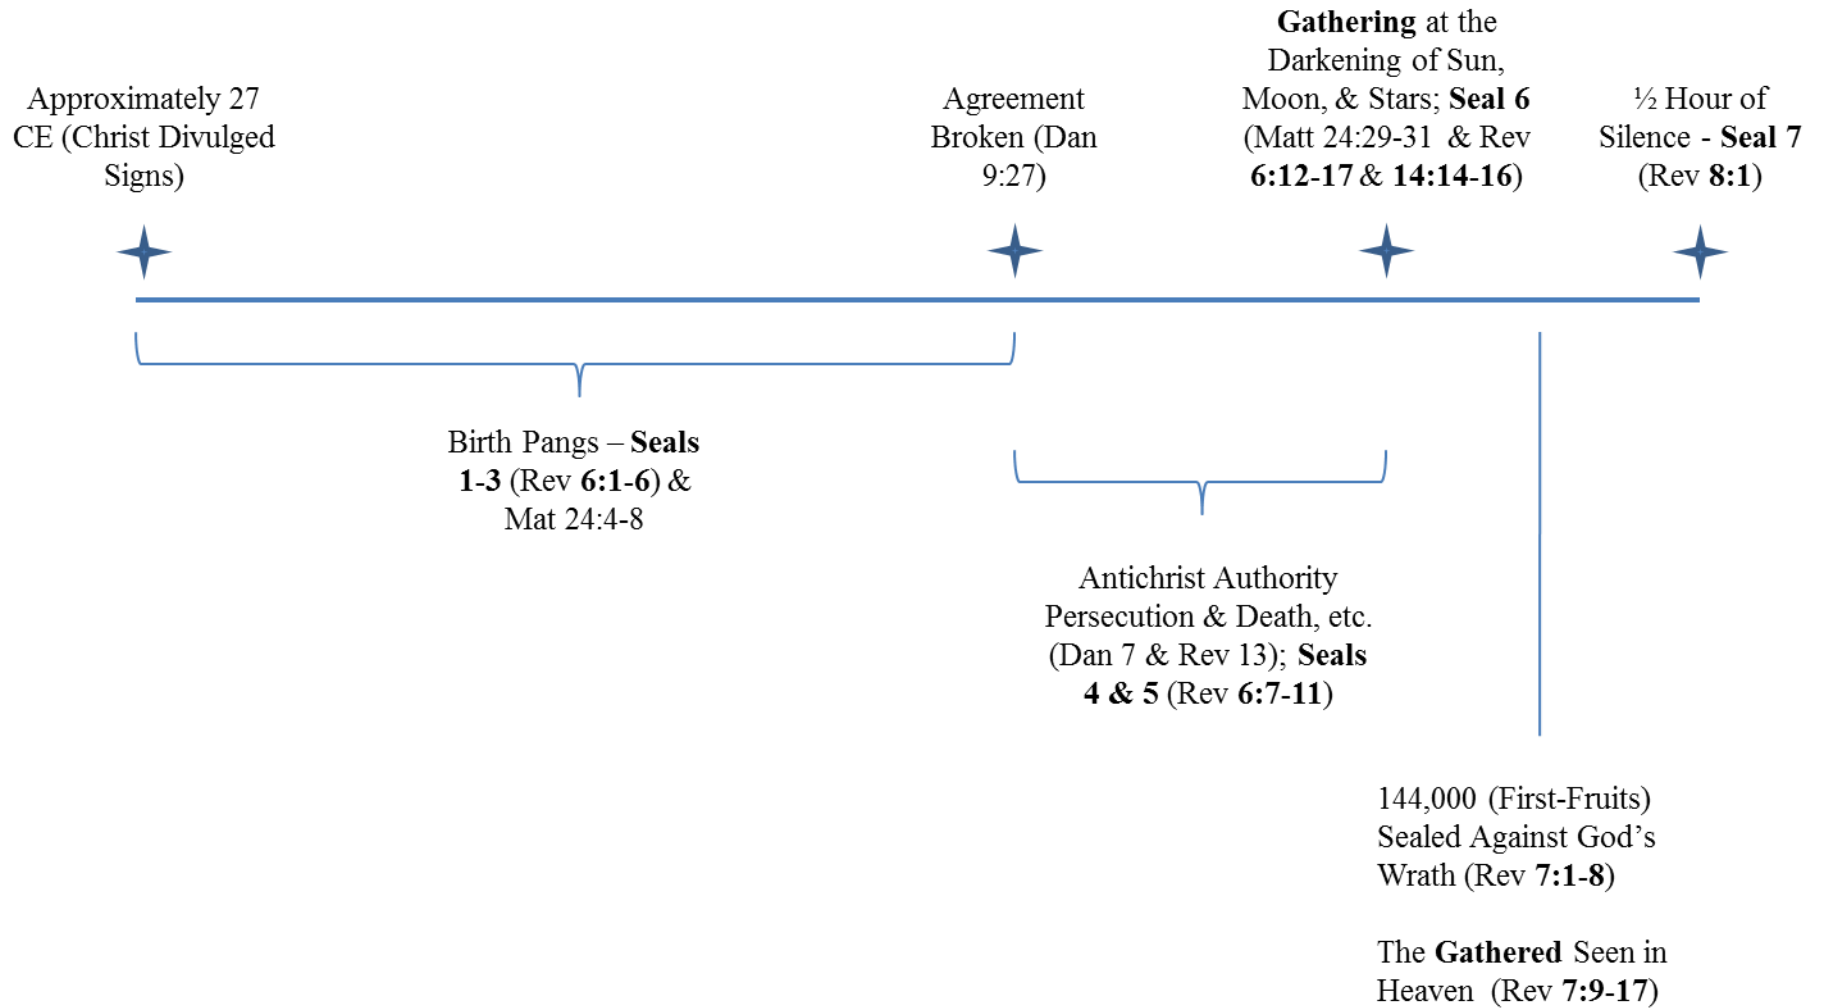 Approximately 27
CE (Christ Divulged
Signs)
Agreement
Broken (Dan
9:27)
Gathering at the
Darkening of Sun,
Moon, & Stars; Seal 6
(Matt 24:29-31 & Rev
6:12-17 & 14:14-16)
½ Hour of
Silence - Seal 7
(Rev 8:1)
Birth Pangs – Seals
1-3 (Rev 6:1-6) &
Mat 24:4-8
Antichrist Authority
Persecution & Death, etc.
(Dan 7 & Rev 13); Seals
4 & 5 (Rev 6:7-11)
144,000 (First-Fruits)
Sealed Against God’s
Wrath (Rev 7:1-8)
The Gathered Seen in
Heaven (Rev 7:9-17)